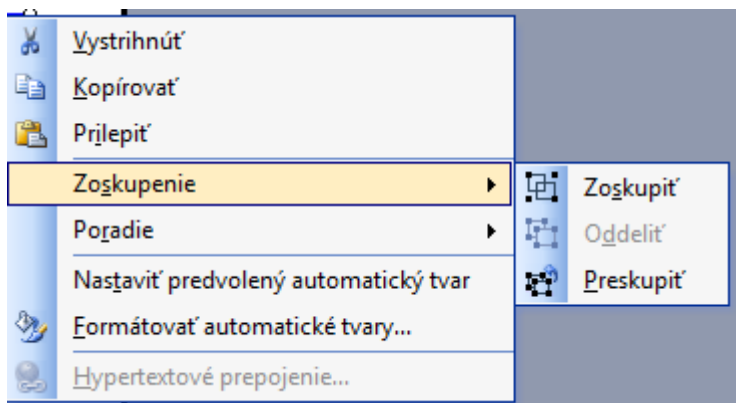 Vystrihnúť
Kopírovať
Prilepiť
Zoskupenie
Zoskupiť
Poradie
Oddeliť
Nastaviť predvolený automatický tvar
Preskupiť
Formátovať automatické tvary...
Hypertextové prepojenie...